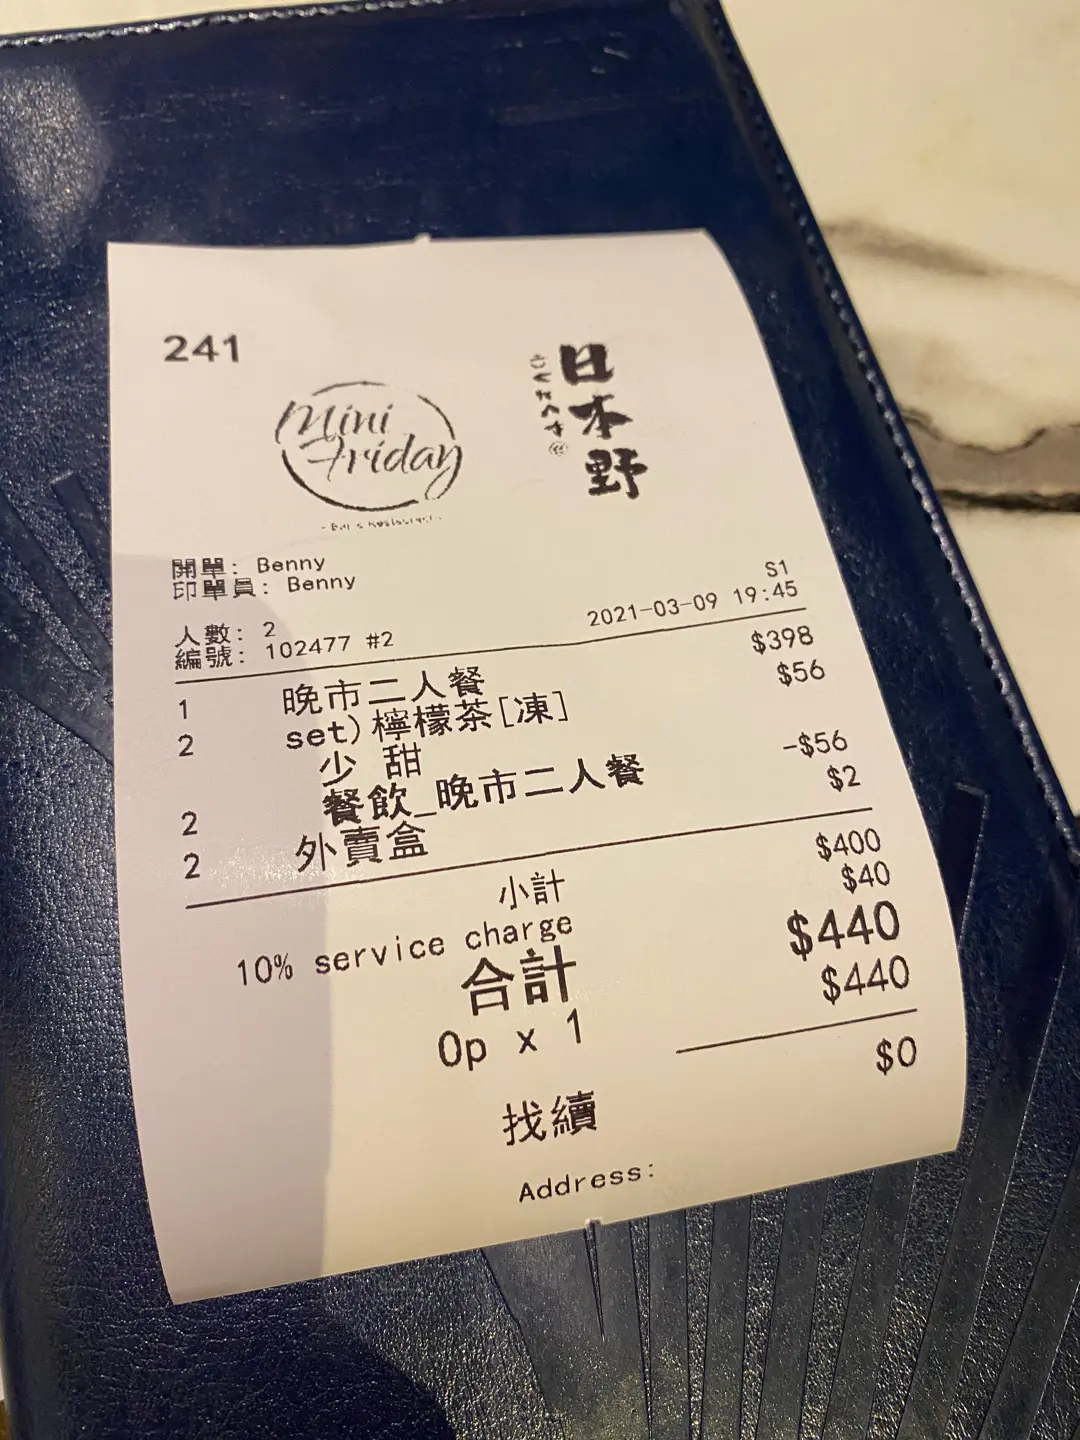 241
Mini
Friday
- Bar & Restaurant -
日本野
開單: Benny
印單員: Benny
S1
人數: 2
編號: 102477 #2
2021-03-09 19:45
1 晚市二人餐 $398
2 set)檸檬茶[凍] $56
少 甜
2 餐飲_晚市二人餐 -$56
2 外賣盒 $2
小計 $400
10% service charge $40
合計 $440
Op x 1 $440
找續 $0
Address: